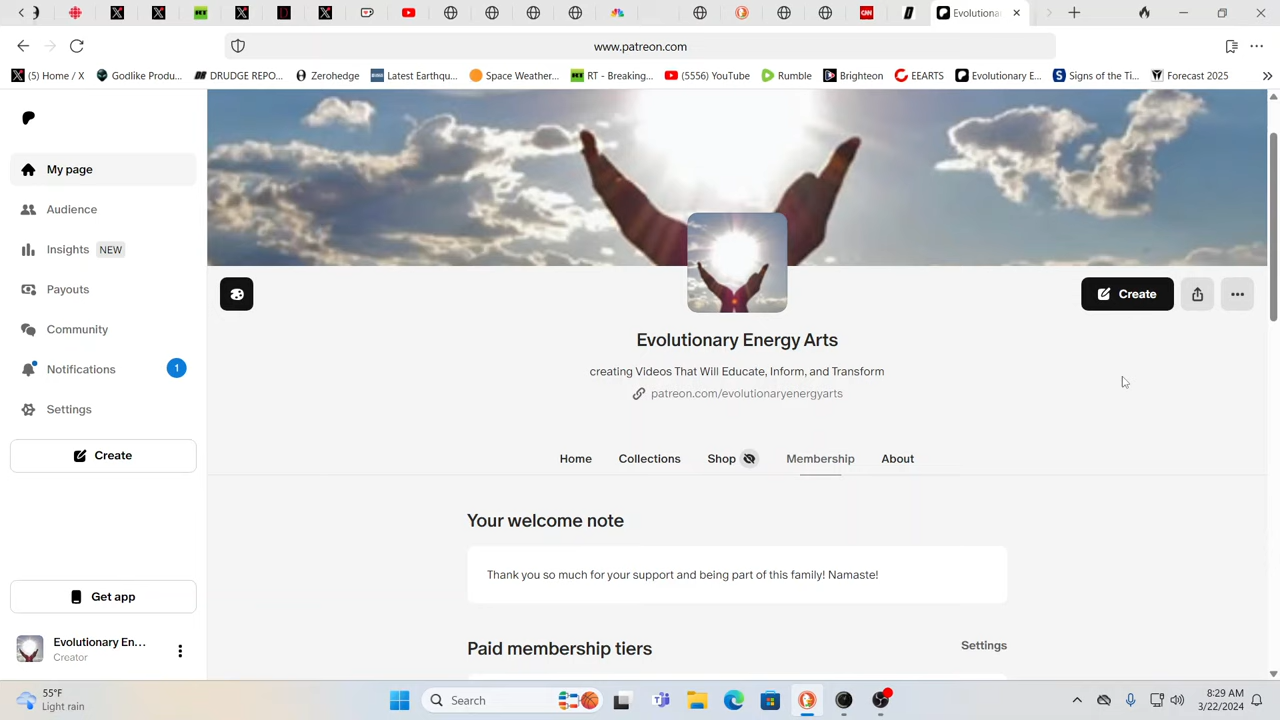 Evolutiona
www.patreon.com
(5) Home / X
Godlike Produ...
DRUDGE REPO...
Zerohedge
Latest Earthqu...
Space Weather...
RT - Breaking...
(5556) YouTube
Rumble
Brighteon
EEARTS
Evolutionary E...
Signs of the Ti...
Forecast 2025
My page
Audience
Insights NEW
Payouts
Community
Notifications 1
Settings
Create
Get app
Evolutionary En...
Creator
Create
Evolutionary Energy Arts
creating Videos That Will Educate, Inform, and Transform
patreon.com/evolutionaryenergyarts
Home Collections Shop Membership About
Your welcome note
Thank you so much for your support and being part of this family! Namaste!
Paid membership tiers Settings
55°F
Light rain
Search
8:29 AM
3/22/2024